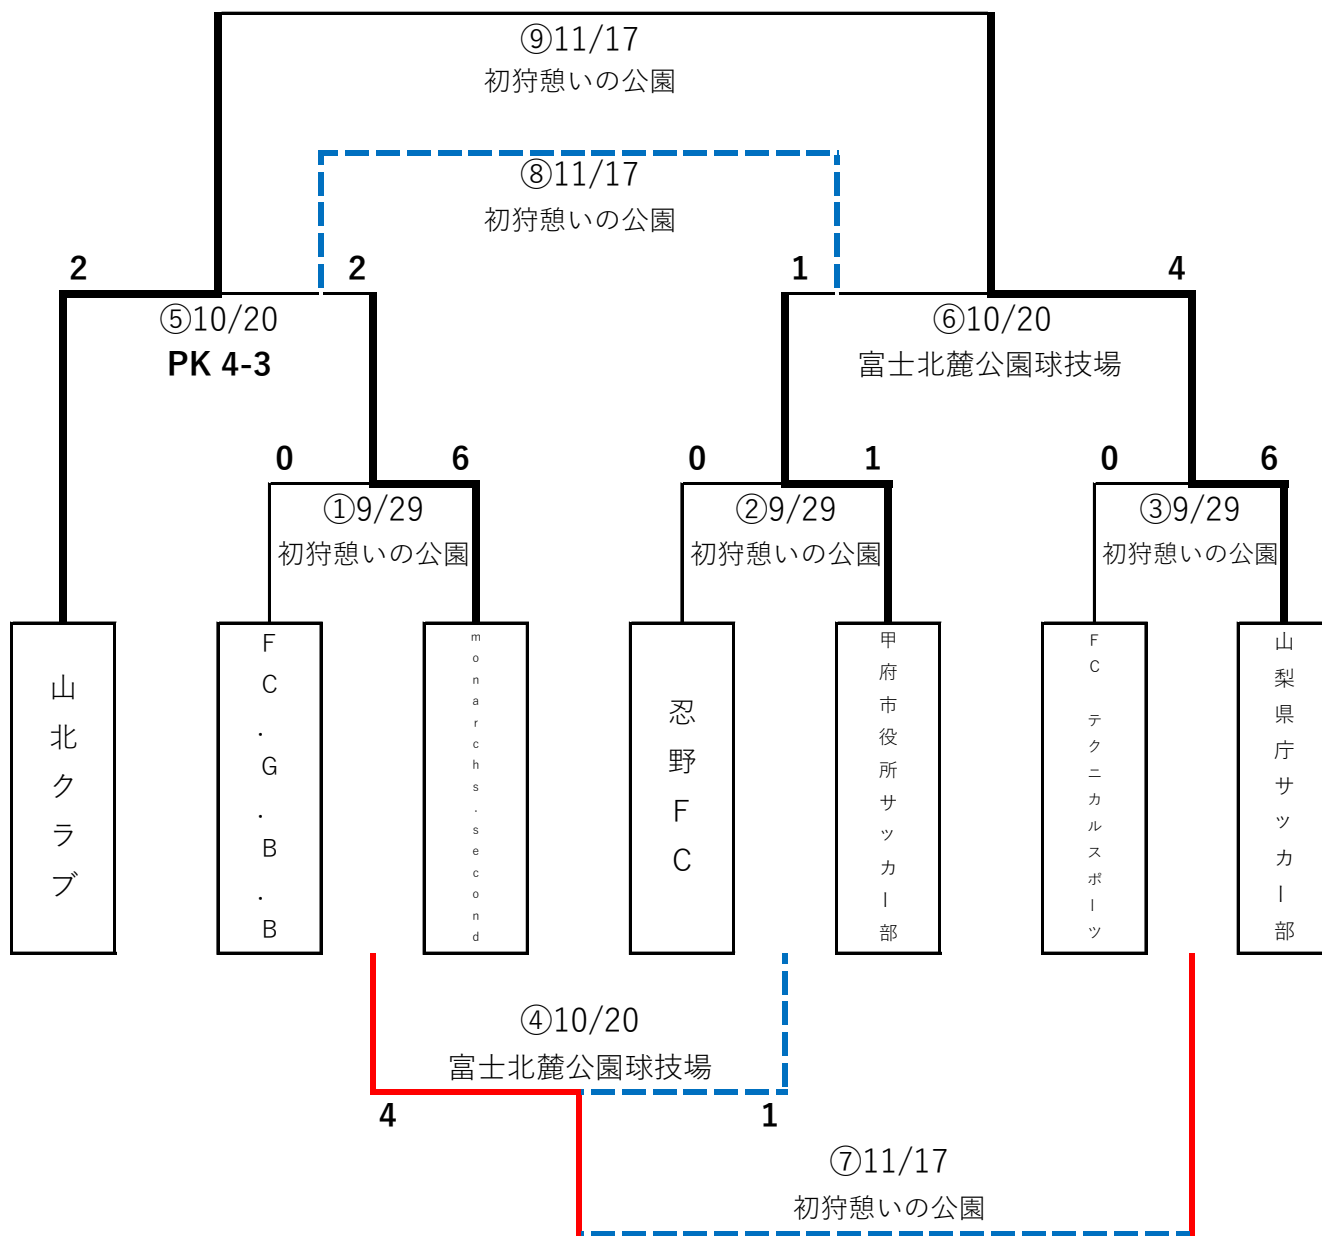 ⑨11/17
初狩憩いの公園
⑧11/17
初狩憩いの公園
2
2
1
4
⑤10/20
PK 4-3
⑥10/20
富士北麓公園球技場
0
6
0
1
0
6
①9/29
初狩憩いの公園
②9/29
初狩憩いの公園
③9/29
初狩憩いの公園
山北クラブ
FC.G.B.B
monarchs.second
忍野FC
甲府市役所サッカー部
FC テクニカルスポーツ
山梨県庁サッカー部
④10/20
富士北麓公園球技場
4
1
⑦11/17
初狩憩いの公園